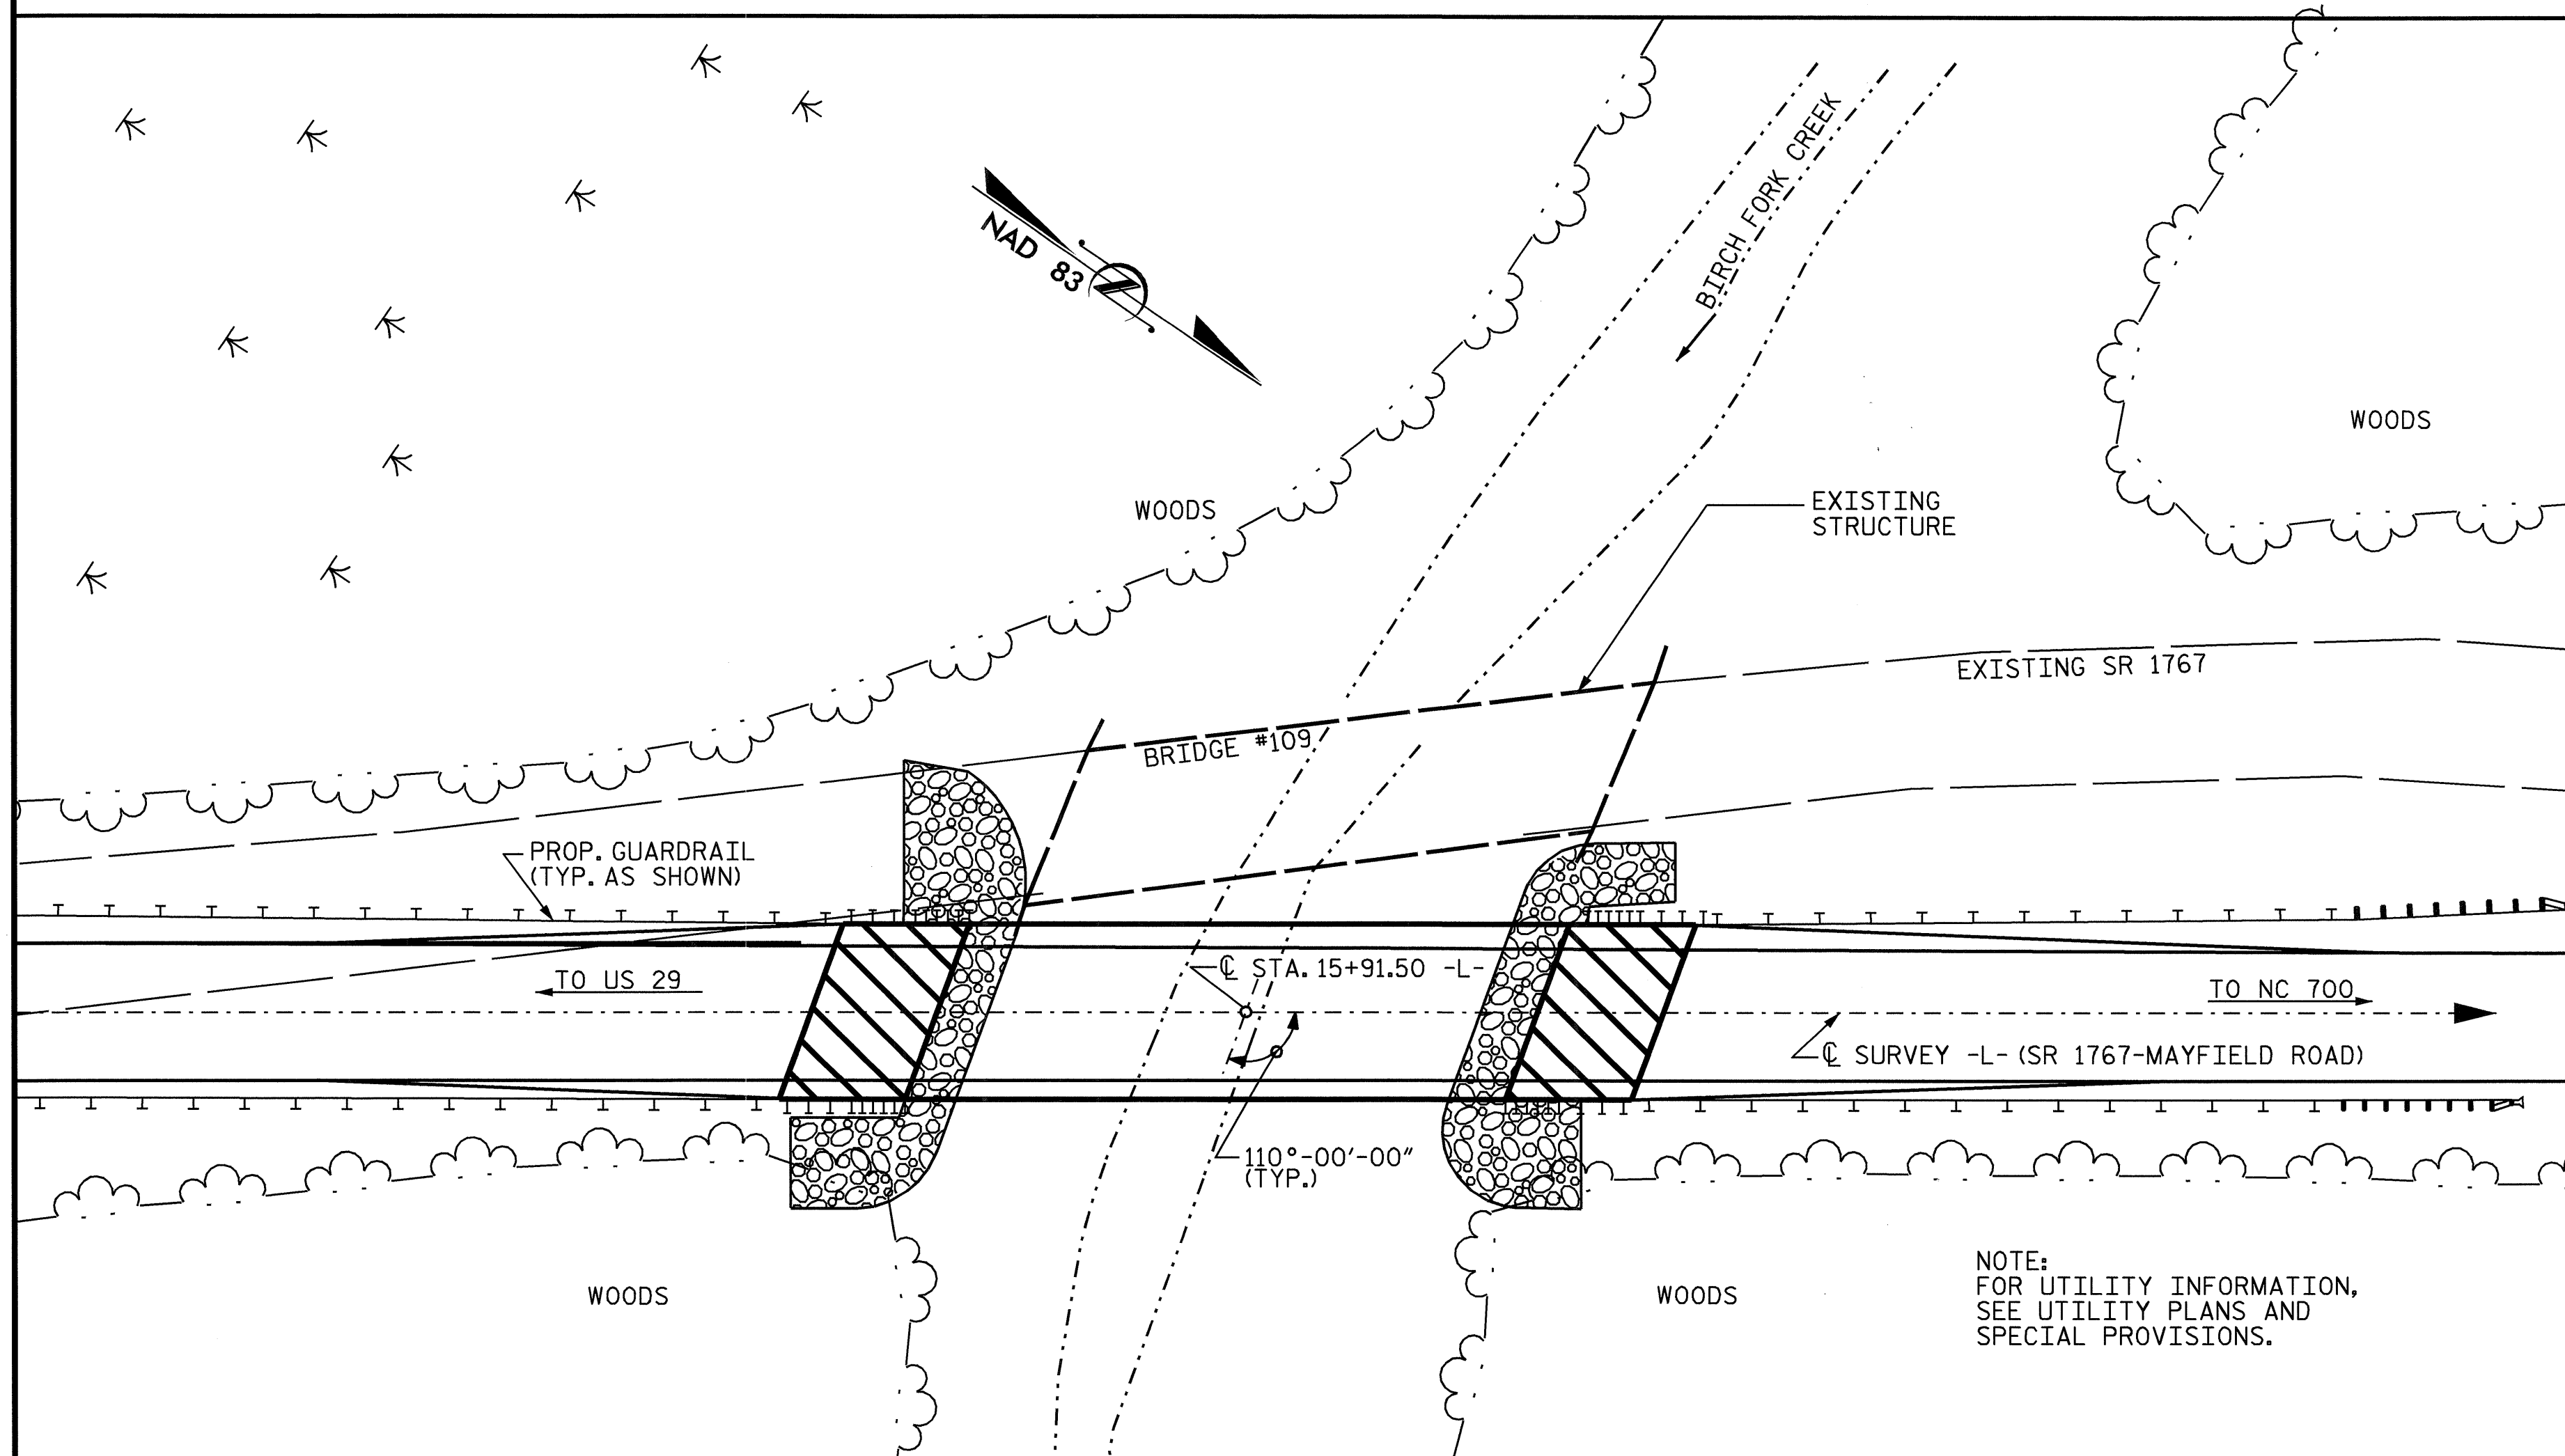 BIRCH FORK CREEK
NAD 83
WOODS
WOODS
EXISTING
STRUCTURE
EXISTING SR 1767
BRIDGE #109
PROP. GUARDRAIL
(TYP. AS SHOWN)
℄ STA. 15+91.50 -L-
TO US 29
TO NC 700
℄ SURVEY -L- (SR 1767-MAYFIELD ROAD)
110°-00'-00"
(TYP.)
WOODS
WOODS
NOTE:
FOR UTILITY INFORMATION,
SEE UTILITY PLANS AND
SPECIAL PROVISIONS.